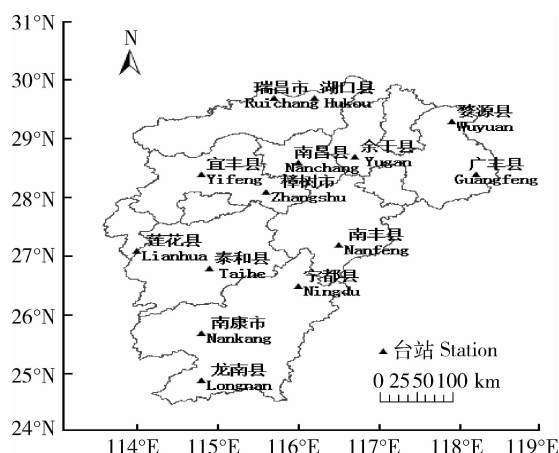 31°N
N
30°N
瑞昌市 湖口县
Ruichang Hukou
婺源县
Wuyuan
29°N
南昌县 余干县
Nanchang Yugan
宜丰县
Yifeng
广丰县
Guangfeng
樟树市
Zhangshu
28°N
莲花县
Lianhua
南丰县
Nanfeng
27°N
泰和县
Taihe
宁都县
Ningdu
26°N
南康市
Nankang
台站 Station
龙南县
Longnan
25°N
0 25 50 100 km
24°N
114°E 115°E 116°E 117°E 118°E 119°E